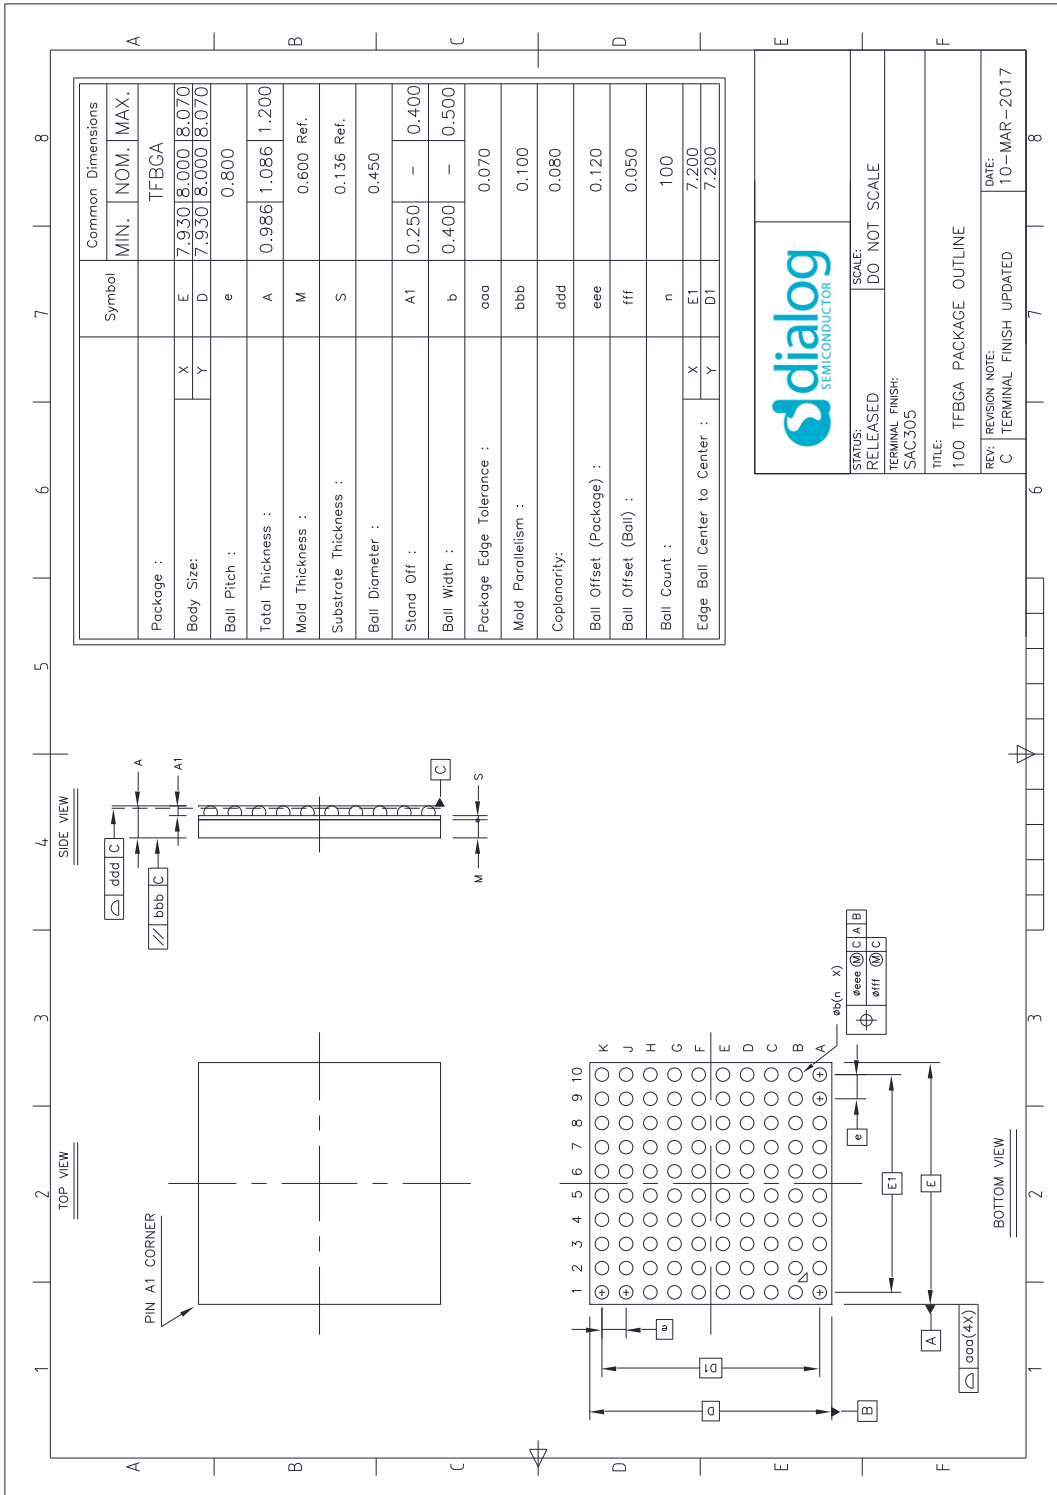 1 2 3 4 5 6 7 8
A B C D E F
TOP VIEW
SIDE VIEW
PIN A1 CORNER
ddd C
bbb C
A
A1
C
M
S
1 2 3 4 5 6 7 8 9 10
K
J
H
G
F
E
D
C
B
A
øb(n X)
øeee Ⓜ C A B
øfff Ⓜ C
e
e
D1
D
E1
E
A
B
aaa(4X)
BOTTOM VIEW
Symbol Common Dimensions
MIN. NOM. MAX.
Package : TFBGA
Body Size: X E 7.930 8.000 8.070
Y D 7.930 8.000 8.070
Ball Pitch : e 0.800
Total Thickness : A 0.986 1.086 1.200
Mold Thickness : M 0.600 Ref.
Substrate Thickness : S 0.136 Ref.
Ball Diameter : 0.450
Stand Off : A1 0.250 – 0.400
Ball Width : b 0.400 – 0.500
Package Edge Tolerance : aaa 0.070
Mold Parallelism : bbb 0.100
Coplanarity: ddd 0.080
Ball Offset (Package) : eee 0.120
Ball Offset (Ball) : fff 0.050
Ball Count : n 100
Edge Ball Center to Center : X E1 7.200
Y D1 7.200
dialog
SEMICONDUCTOR
STATUS: SCALE:
RELEASED DO NOT SCALE
TERMINAL FINISH:
SAC305
TITLE:
100 TFBGA PACKAGE OUTLINE
REV: REVISION NOTE: DATE:
C TERMINAL FINISH UPDATED 10-MAR-2017
A B C D E F
1 2 3 6 7 8